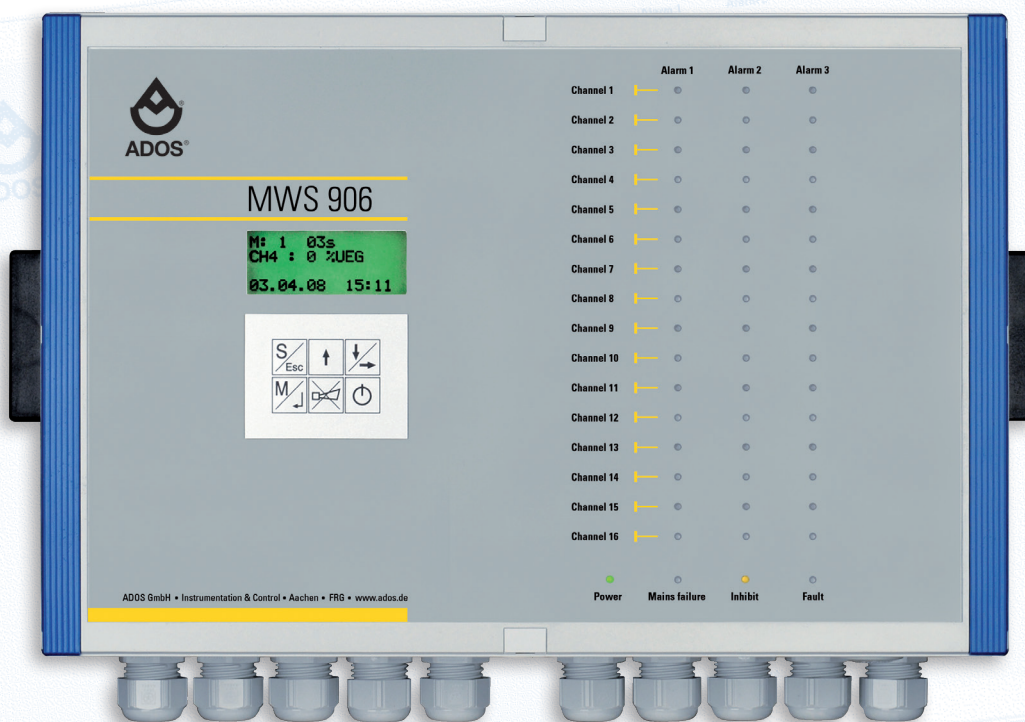 ADOS®
MWS 906
M: 1 03s
CH4 : 0 %UEG
03.04.08 15:11
S/Esc
M
ADOS GmbH • Instrumentation & Control • Aachen • FRG • www.ados.de
Alarm 1 Alarm 2 Alarm 3
Channel 1
Channel 2
Channel 3
Channel 4
Channel 5
Channel 6
Channel 7
Channel 8
Channel 9
Channel 10
Channel 11
Channel 12
Channel 13
Channel 14
Channel 15
Channel 16
Power Mains failure Inhibit Fault